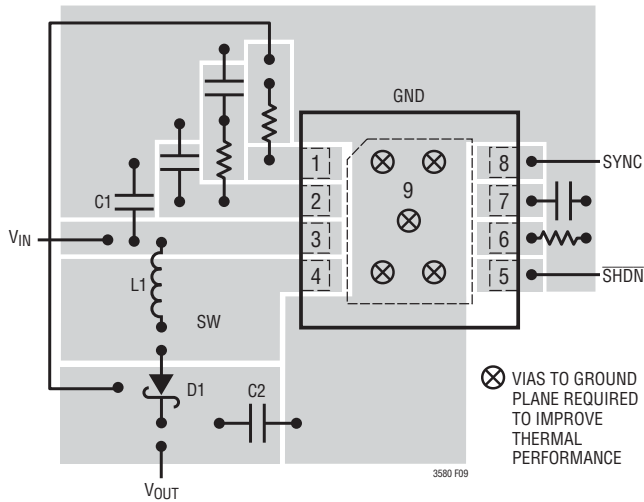 GND
1
2
3
4
9
8
7
6
5
SYNC
SHDN
C1
VIN
L1
SW
D1
C2
VOUT
VIAS TO GROUND
PLANE REQUIRED
TO IMPROVE
THERMAL
PERFORMANCE
3580 F09